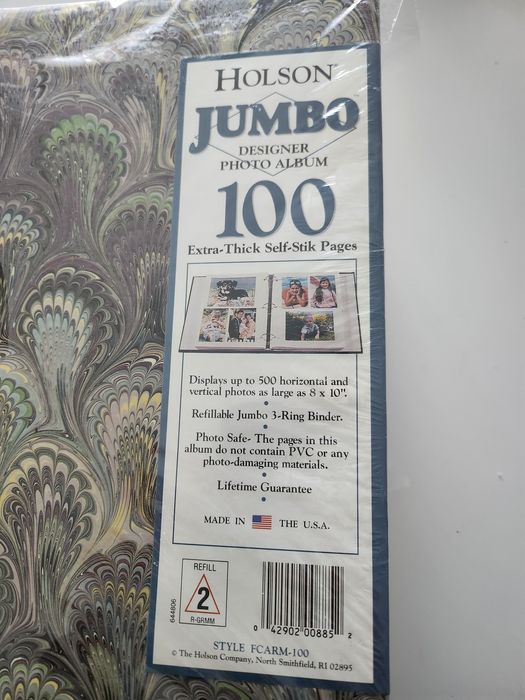 HOLSON
JUMBO
DESIGNER
PHOTO ALBUM
100
Extra-Thick Self-Stik Pages
Displays up to 500 horizontal and
vertical photos as large as 8 x 10".
Refillable Jumbo 3-Ring Binder.
Photo Safe- The pages in this
album do not contain PVC or any
photo-damaging materials.
Lifetime Guarantee
MADE IN THE U.S.A.
644806
REFILL
2
R-GRMM
0 42902 00885 2
STYLE FCARM-100
© The Holson Company, North Smithfield, RI 02895